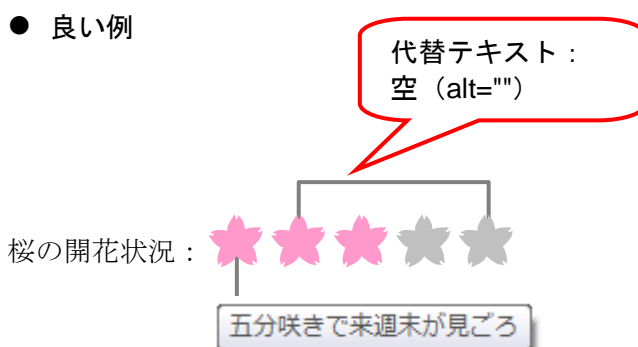 ● 良い例
代替テキスト：
空（alt=""）
桜の開花状況：
五分咲きで来週末が見ごろ